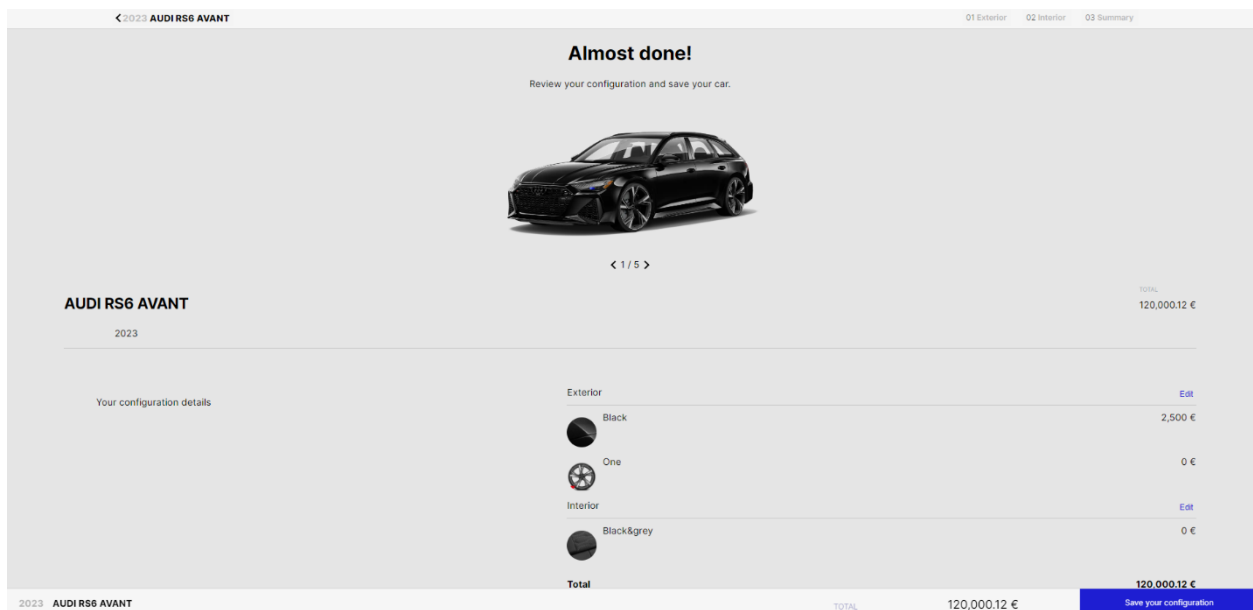 2023 AUDI RS6 AVANT
01 Exterior 02 Interior 03 Summary
Almost done!
Review your configuration and save your car.
1 / 5
TOTAL
AUDI RS6 AVANT
120,000.12 €
2023
Your configuration details
Exterior Edit
Black 2,500 €
One 0 €
Interior Edit
Black&grey 0 €
Total 120,000.12 €
2023 AUDI RS6 AVANT TOTAL 120,000.12 € Save your configuration